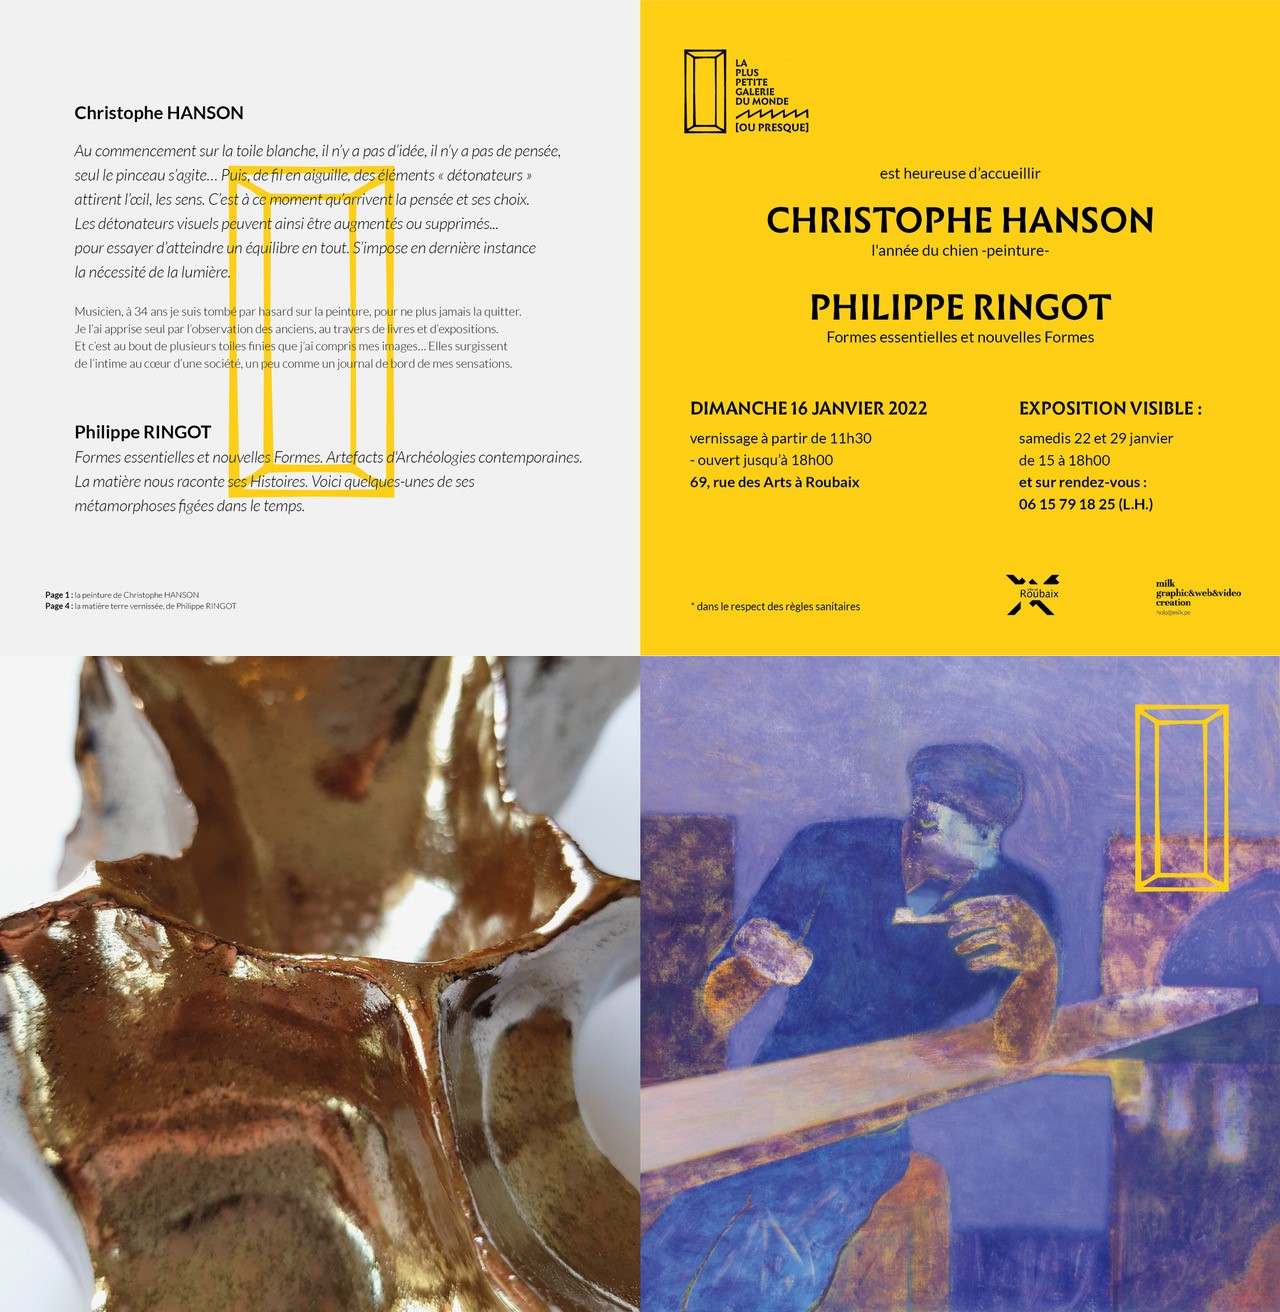 Christophe HANSON
Au commencement sur la toile blanche, il n’y a pas d’idée, il n’y a pas de pensée,
seul le pinceau s’agite… Puis, de fil en aiguille, des éléments « détonateurs »
attirent l’œil, les sens. C’est à ce moment qu’arrivent la pensée et ses choix.
Les détonateurs visuels peuvent ainsi être augmentés ou supprimés...
pour essayer d’atteindre un équilibre en tout. S’impose en dernière instance
la nécessité de la lumière.
Musicien, à 34 ans je suis tombé par hasard sur la peinture, pour ne plus jamais la quitter.
Je l’ai apprise seul par l’observation des anciens, au travers de livres et d’expositions.
Et c’est au bout de plusieurs toiles finies que j’ai compris mes images… Elles surgissent
de l’intime au cœur d’une société, un peu comme un journal de bord de mes sensations.
Philippe RINGOT
Formes essentielles et nouvelles Formes. Artefacts d'Archéologies contemporaines.
La matière nous raconte ses Histoires. Voici quelques-unes de ses
métamorphoses figées dans le temps.
Page 1 : la peinture de Christophe HANSON
Page 4 : la matière terre vernissée, de Philippe RINGOT
LA
PLUS
PETITE
GALERIE
DU MONDE
[OU PRESQUE]
est heureuse d’accueillir
CHRISTOPHE HANSON
l'année du chien -peinture-
PHILIPPE RINGOT
Formes essentielles et nouvelles Formes
DIMANCHE 16 JANVIER 2022
vernissage à partir de 11h30
- ouvert jusqu’à 18h00
69, rue des Arts à Roubaix
EXPOSITION VISIBLE :
samedis 22 et 29 janvier
de 15 à 18h00
et sur rendez-vous :
06 15 79 18 25 (L.H.)
* dans le respect des règles sanitaires
Roubaix
milk
graphic&web&video
creation
hola@milk.pe